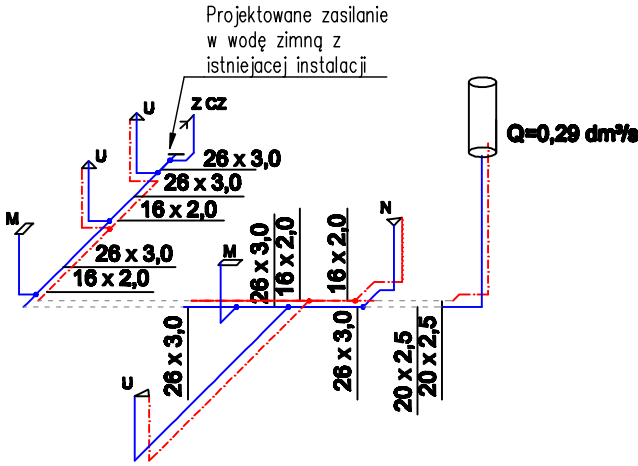 Projektowane zasilanie
w wodę zimną z
istniejacej instalacji
U
z cz
Q=0,29 dm³/s
26 x 3,0
U
26 x 3,0
16 x 2,0
M
N
26 x 3,0
16 x 2,0
M
26 x 3,0
16 x 2,0
16 x 2,0
26 x 3,0
26 x 3,0
20 x 2,5
20 x 2,5
U